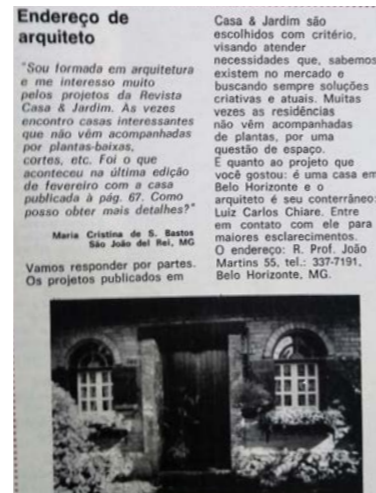 Endereço de
arquiteto
"Sou formada em arquitetura
e me interesso muito
pelos projetos da Revista
Casa & Jardim. Às vezes
encontro casas interessantes
que não vêm acompanhadas
por plantas-baixas,
cortes, etc. Foi o que
aconteceu na última edição
de fevereiro com a casa
publicada à pág. 67. Como
posso obter mais detalhes?"
Maria Cristina de S. Bastos
São João del Rei, MG
Vamos responder por partes.
Os projetos publicados em
Casa & Jardim são
escolhidos com critério,
visando atender
necessidades que, sabemos
existem no mercado e
buscando sempre soluções
criativas e atuais. Muitas
vezes as residências
não vêm acompanhadas
de plantas, por uma
questão de espaço.
E quanto ao projeto que
você gostou: é uma casa em
Belo Horizonte e o
arquiteto é seu conterrâneo:
Luiz Carlos Chiare. Entre
em contato com ele para
maiores esclarecimentos.
O endereço: R. Prof. João
Martins 55, tel.: 337-7191,
Belo Horizonte, MG.